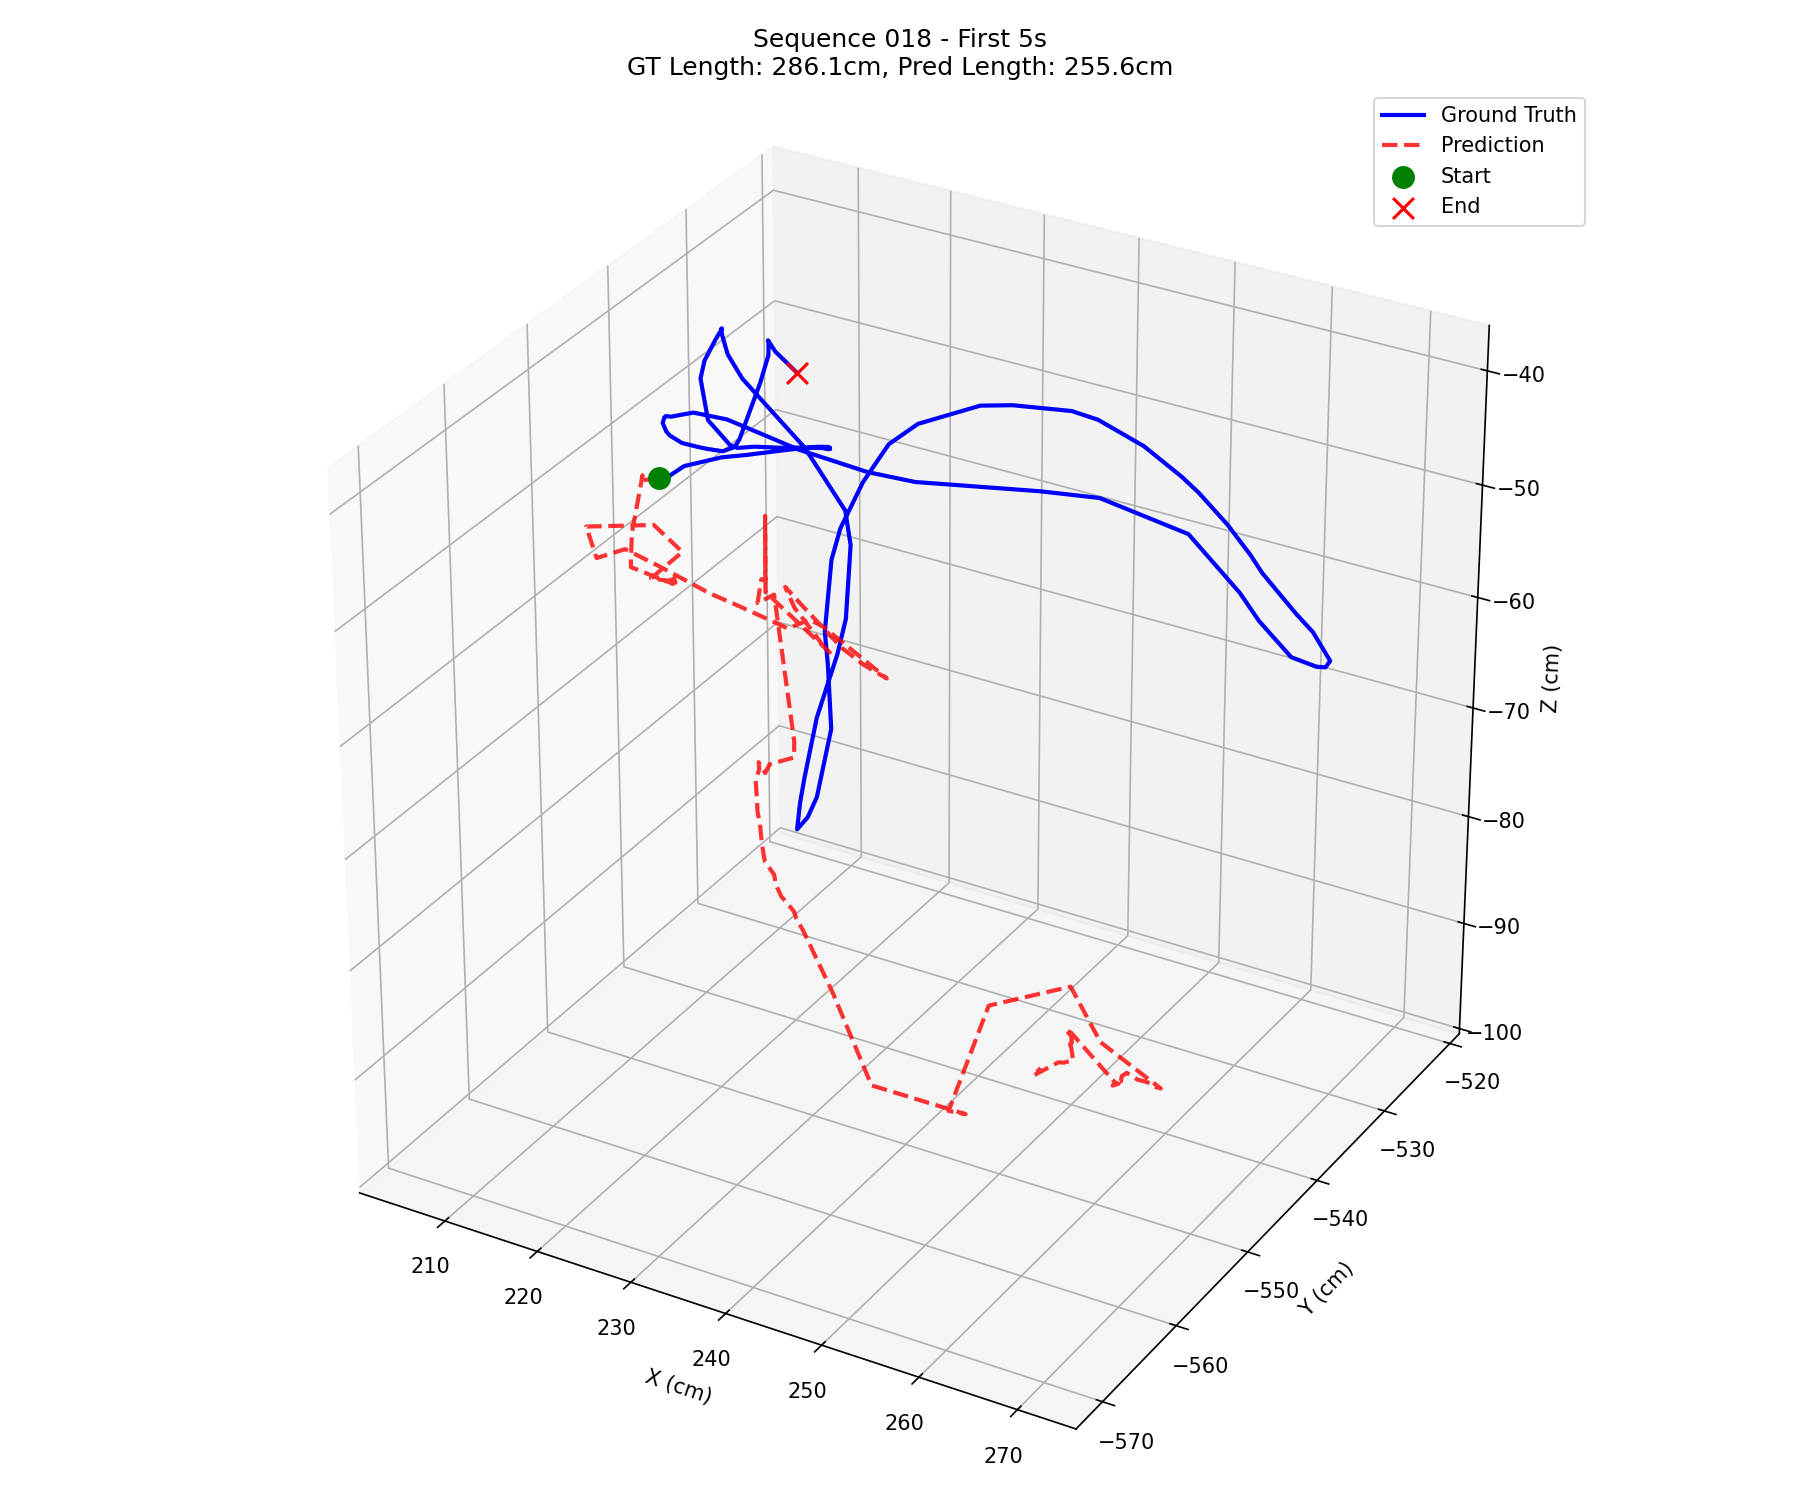 Sequence 018 - First 5s
GT Length: 286.1cm, Pred Length: 255.6cm
Ground Truth
Prediction
Start
End
−40
−50
−60
−70
−80
−90
−100
Z (cm)
−520
−530
−540
−550
−560
−570
Y (cm)
210
220
230
240
250
260
270
X (cm)